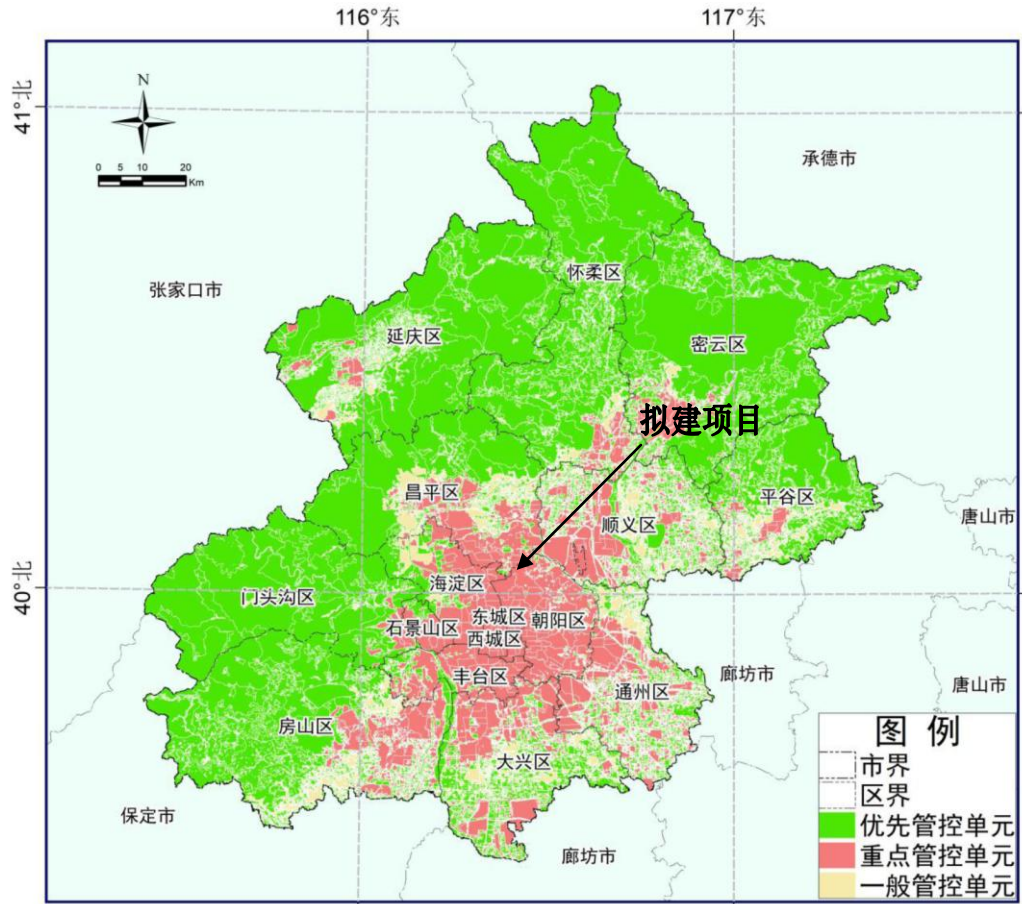 116°东
117°东
41°北
N
0 5 10 20
Km
承德市
怀柔区
张家口市
延庆区
密云区
拟建项目
昌平区
平谷区
顺义区
唐山市
40°北
海淀区
门头沟区
东城区
朝阳区
石景山区
西城区
丰台区
廊坊市
通州区
唐山市
房山区
大兴区
保定市
廊坊市
图 例
市界
区界
优先管控单元
重点管控单元
一般管控单元